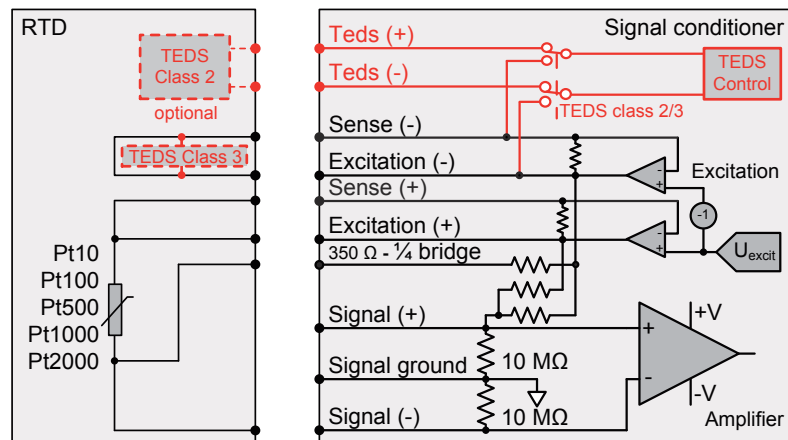 RTD
TEDS
Class 2
optional
TEDS Class 3
Pt10
Pt100
Pt500
Pt1000
Pt2000
Signal conditioner
Teds (+)
Teds (-)
TEDS
Control
TEDS class 2/3
Sense (-)
Excitation (-)
Excitation
Sense (+)
-
+
-1
Excitation (+)
-
+
Uexcit
350 Ω - ¼ bridge
Signal (+)
+
+V
10 MΩ
Signal ground
-
-V
10 MΩ
Signal (-)
Amplifier